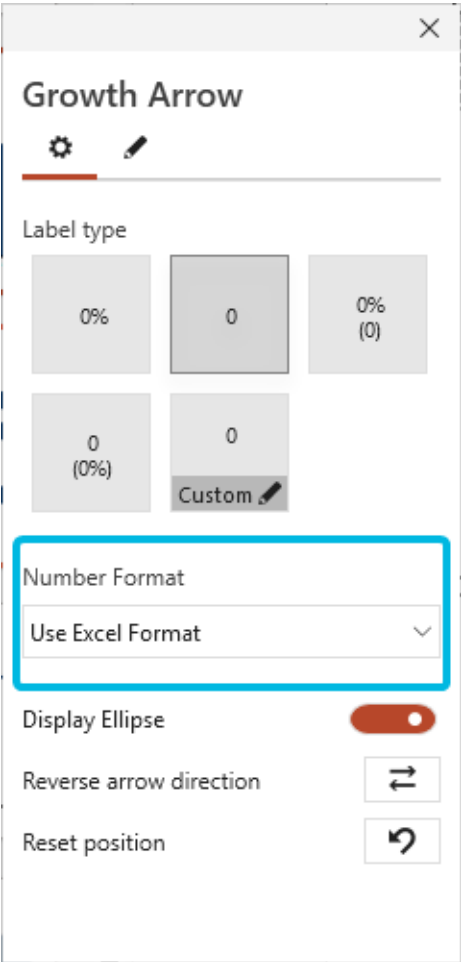 Growth Arrow
Label type
0%
0
0%
(0)
0
(0%)
0
Custom
Number Format
Use Excel Format
Display Ellipse
Reverse arrow direction
Reset position